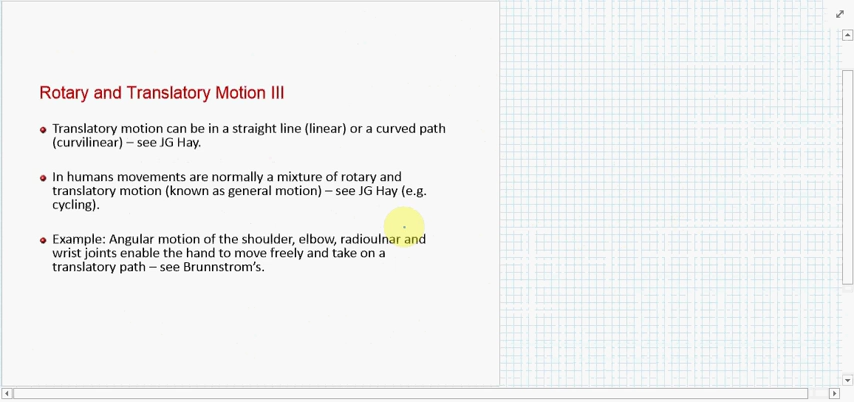 Rotary and Translatory Motion III
Translatory motion can be in a straight line (linear) or a curved path
(curvilinear) – see JG Hay.
In humans movements are normally a mixture of rotary and
translatory motion (known as general motion) – see JG Hay (e.g.
cycling).
Example: Angular motion of the shoulder, elbow, radioulnar and
wrist joints enable the hand to move freely and take on a
translatory path – see Brunnstrom’s.